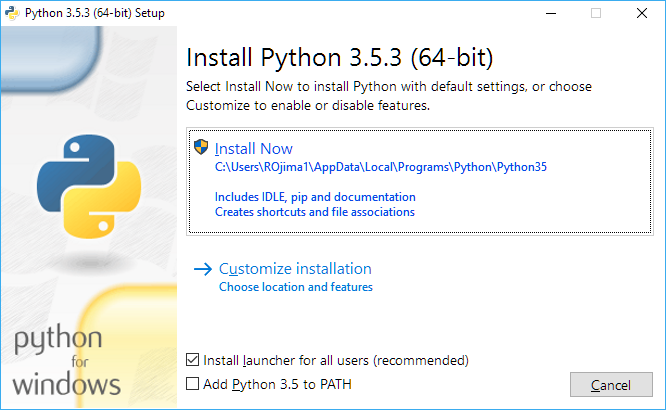 Python 3.5.3 (64-bit) Setup
Install Python 3.5.3 (64-bit)
Select Install Now to install Python with default settings, or choose
Customize to enable or disable features.
Install Now
C:\Users\ROjima1\AppData\Local\Programs\Python\Python35
Includes IDLE, pip and documentation
Creates shortcuts and file associations
Customize installation
Choose location and features
python
for
windows
Install launcher for all users (recommended)
Add Python 3.5 to PATH
Cancel